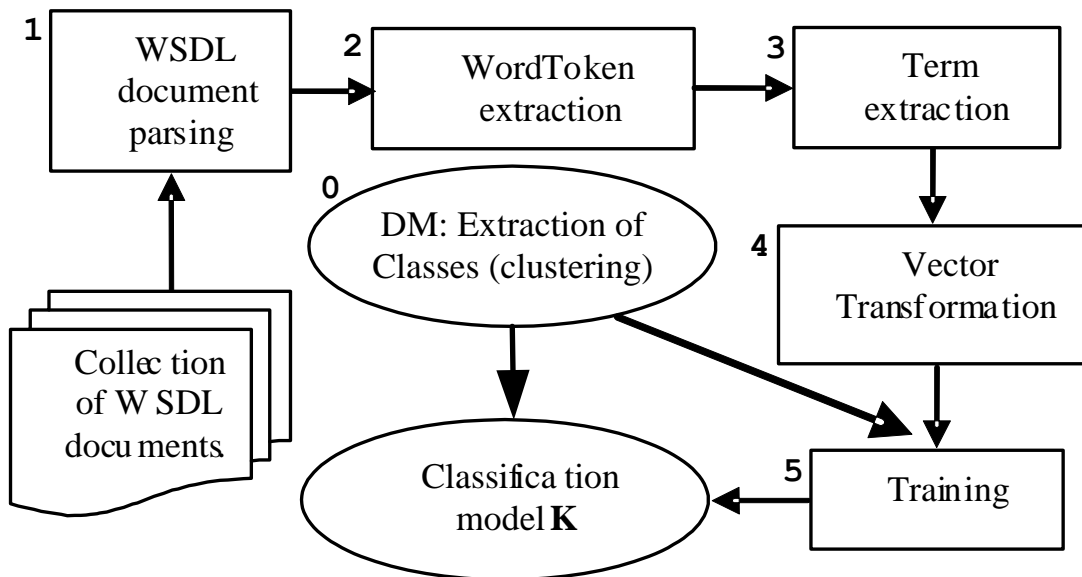 1
WSDL
document
parsing
2
WordToken
extraction
3
Term
extraction
0
DM: Extraction of
Classes (clustering)
4
Vector
Transformation
Collection
of WSDL
documents.
Classification
model K
5
Training